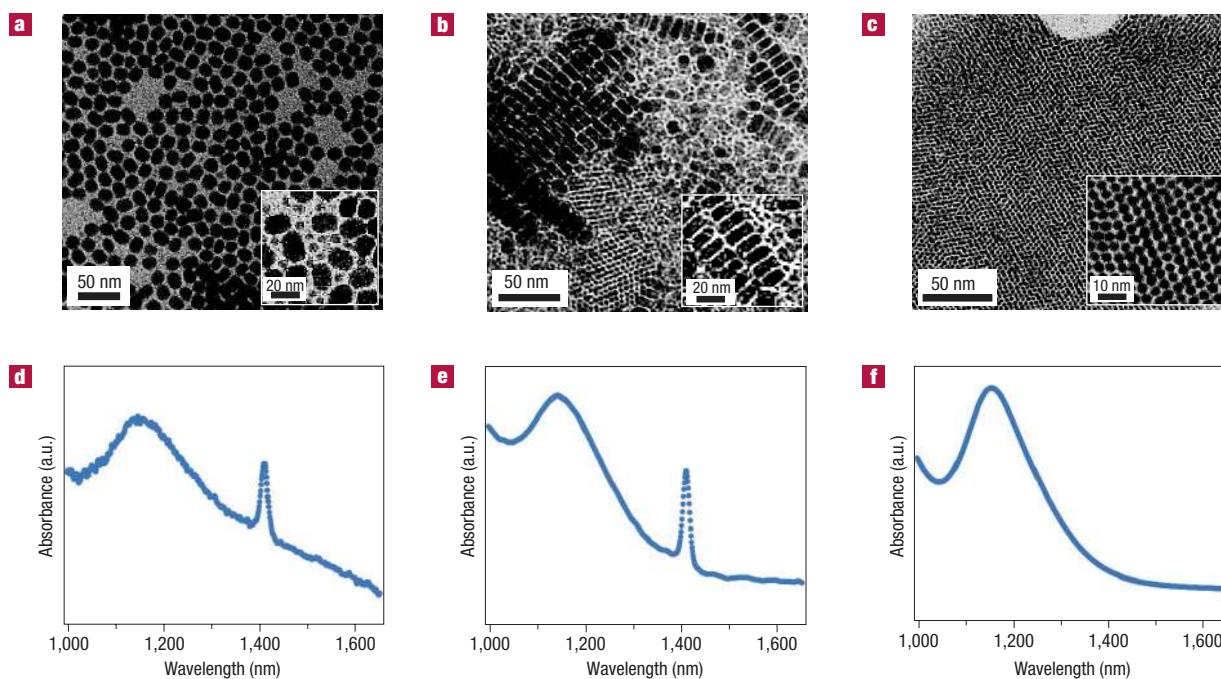 a
b
c
50 nm
20 nm
50 nm
20 nm
50 nm
10 nm
d
e
f
Absorbance (a.u.)
1,000 1,200 1,400 1,600
Wavelength (nm)
Absorbance (a.u.)
1,000 1,200 1,400 1,600
Wavelength (nm)
Absorbance (a.u.)
1,000 1,200 1,400 1,600
Wavelength (nm)